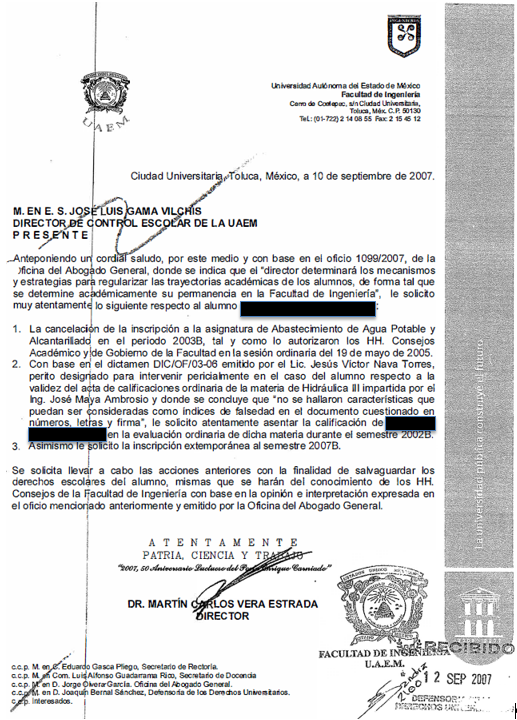 INGENIERÍA
UAEM
Universidad Autónoma del Estado de México
Facultad de Ingeniería
Cerro de Coatepec, s/n Ciudad Universitaria,
Toluca, Méx. C.P. 50130
Tel.: (01-722) 2 14 08 55 Fax: 2 15 45 12
Ciudad Universitaria, Toluca, México, a 10 de septiembre de 2007.
M. EN E. S. JOSÉ LUIS GAMA VILCHIS
DIRECTOR DE CONTROL ESCOLAR DE LA UAEM
P R E S E N T E
Anteponiendo un cordial saludo, por este medio y con base en el oficio 1099/2007, de la
Oficina del Abogado General, donde se indica que el "director determinará los mecanismos
y estrategias para regularizar las trayectorias académicas de los alumnos, de forma tal que
se determine académicamente su permanencia en la Facultad de Ingeniería", le solicito
muy atentamente lo siguiente respecto al alumno :
1. La cancelación de la inscripción a la asignatura de Abastecimiento de Agua Potable y
Alcantarillado en el periodo 2003B, tal y como lo autorizaron los HH. Consejos
Académico y de Gobierno de la Facultad en la sesión ordinaria del 19 de mayo de 2005.
2. Con base en el dictamen DIC/OF/03-06 emitido por el Lic. Jesús Victor Nava Torres,
perito designado para intervenir pericialmente en el caso del alumno respecto a la
validez del acta de calificaciones ordinaria de la materia de Hidráulica III impartida por el
Ing. José Maya Ambrosio y donde se concluye que "no se hallaron características que
puedan ser consideradas como índices de falsedad en el documento cuestionado en
números, letras y firma", le solicito atentamente asentar la calificación de
en la evaluación ordinaria de dicha materia durante el semestre 2002B.
3. Asimismo le solicito la inscripción extemporánea al semestre 2007B.
Se solicita llevar a cabo las acciones anteriores con la finalidad de salvaguardar los
derechos escolares del alumno, mismas que se harán del conocimiento de los HH.
Consejos de la Facultad de Ingeniería con base en la opinión e interpretación expresada en
el oficio mencionado anteriormente y emitido por la Oficina del Abogado General.
A T E N T A M E N T E
PATRIA, CIENCIA Y TRABAJO
"2007, 50 Aniversario Luctuoso del Poeta Enrique Carniado"
DR. MARTÍN CARLOS VERA ESTRADA
DIRECTOR
FACULTAD DE INGENIERIA
U.A.E.M.
RECIBIDO
12 SEP 2007
DEFENSORIA DE LOS
DERECHOS UNIVERSITARIOS
c.c.p. M. en C. Eduardo Gasca Pliego, Secretario de Rectoría.
c.c.p. M. en Com. Luis Alfonso Guadarrama Rico, Secretario de Docencia
c.c.p. M. en D. Jorge Olvera García. Oficina del Abogado General.
c.c.p. M. en D. Joaquín Bernal Sánchez, Defensoría de los Derechos Universitarios.
c.c.p. Interesados.
La universidad pública construye el futuro.